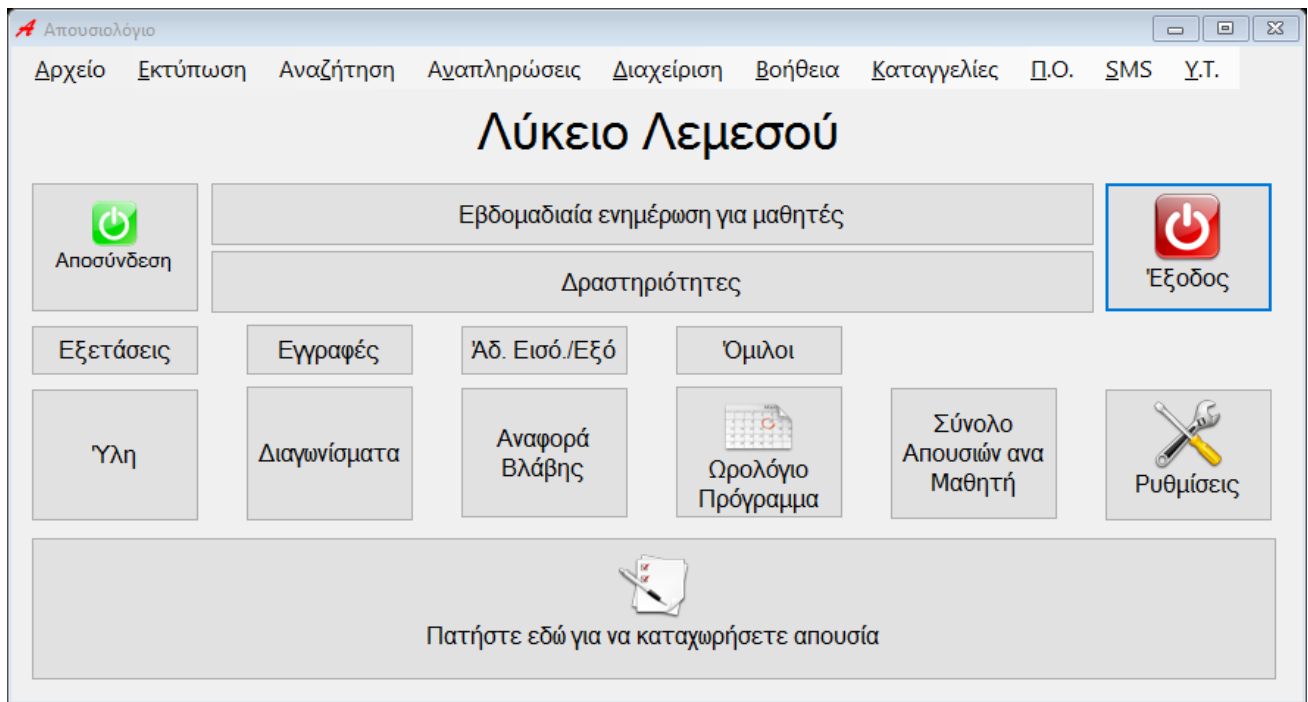 Απουσιολόγιο
Αρχείο Εκτύπωση Αναζήτηση Αναπληρώσεις Διαχείριση Βοήθεια Καταγγελίες Π.Ο. SMS Υ.Τ.
Λύκειο Λεμεσού
Αποσύνδεση
Εβδομαδιαία ενημέρωση για μαθητές
Δραστηριότητες
Έξοδος
Εξετάσεις
Εγγραφές
Άδ. Εισό./Εξό
Όμιλοι
Ύλη
Διαγωνίσματα
Αναφορά
Βλάβης
Ωρολόγιο
Πρόγραμμα
Σύνολο
Απουσιών ανα
Μαθητή
Ρυθμίσεις
Πατήστε εδώ για να καταχωρήσετε απουσία